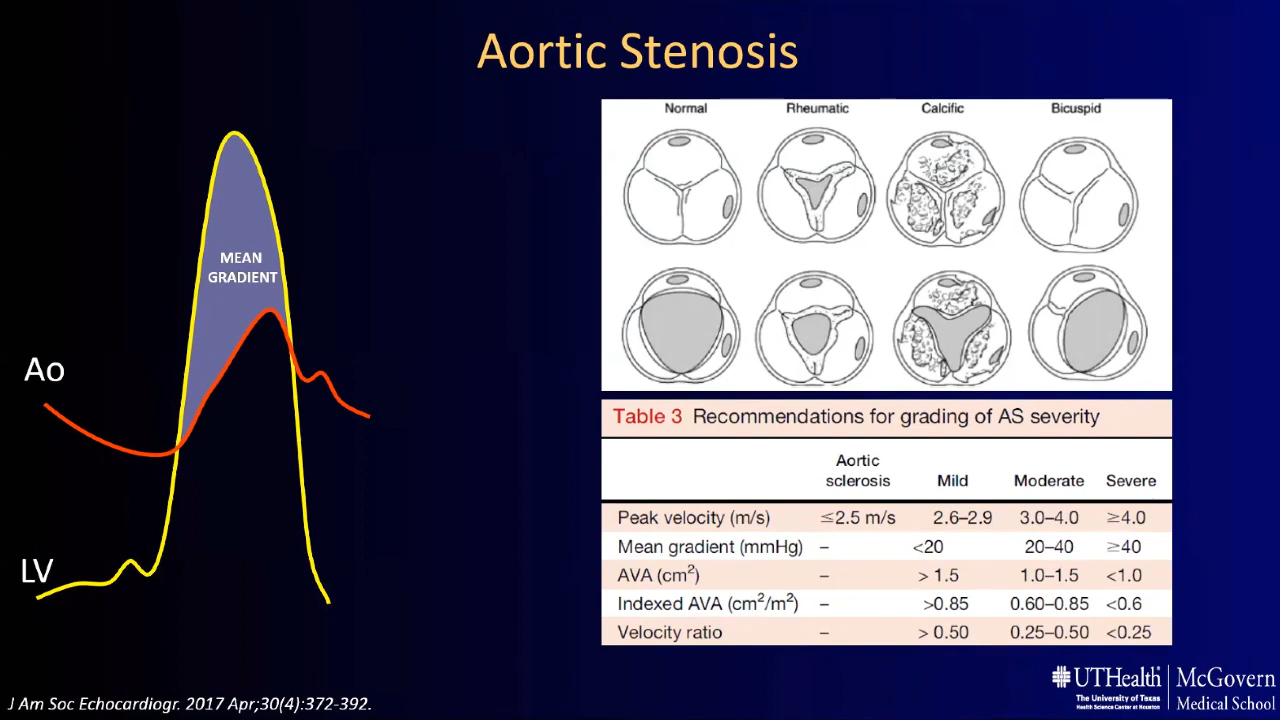 Aortic Stenosis
Normal Rheumatic Calcific Bicuspid
MEAN
GRADIENT
Ao
LV
Table 3 Recommendations for grading of AS severity
Aortic
sclerosis Mild Moderate Severe
Peak velocity (m/s) ≤2.5 m/s 2.6–2.9 3.0–4.0 ≥4.0
Mean gradient (mmHg) – <20 20–40 ≥40
AVA (cm²) – > 1.5 1.0–1.5 <1.0
Indexed AVA (cm²/m²) – >0.85 0.60–0.85 <0.6
Velocity ratio – > 0.50 0.25–0.50 <0.25
J Am Soc Echocardiogr. 2017 Apr;30(4):372-392.
UTHealth
The University of Texas
Health Science Center at Houston
McGovern
Medical School